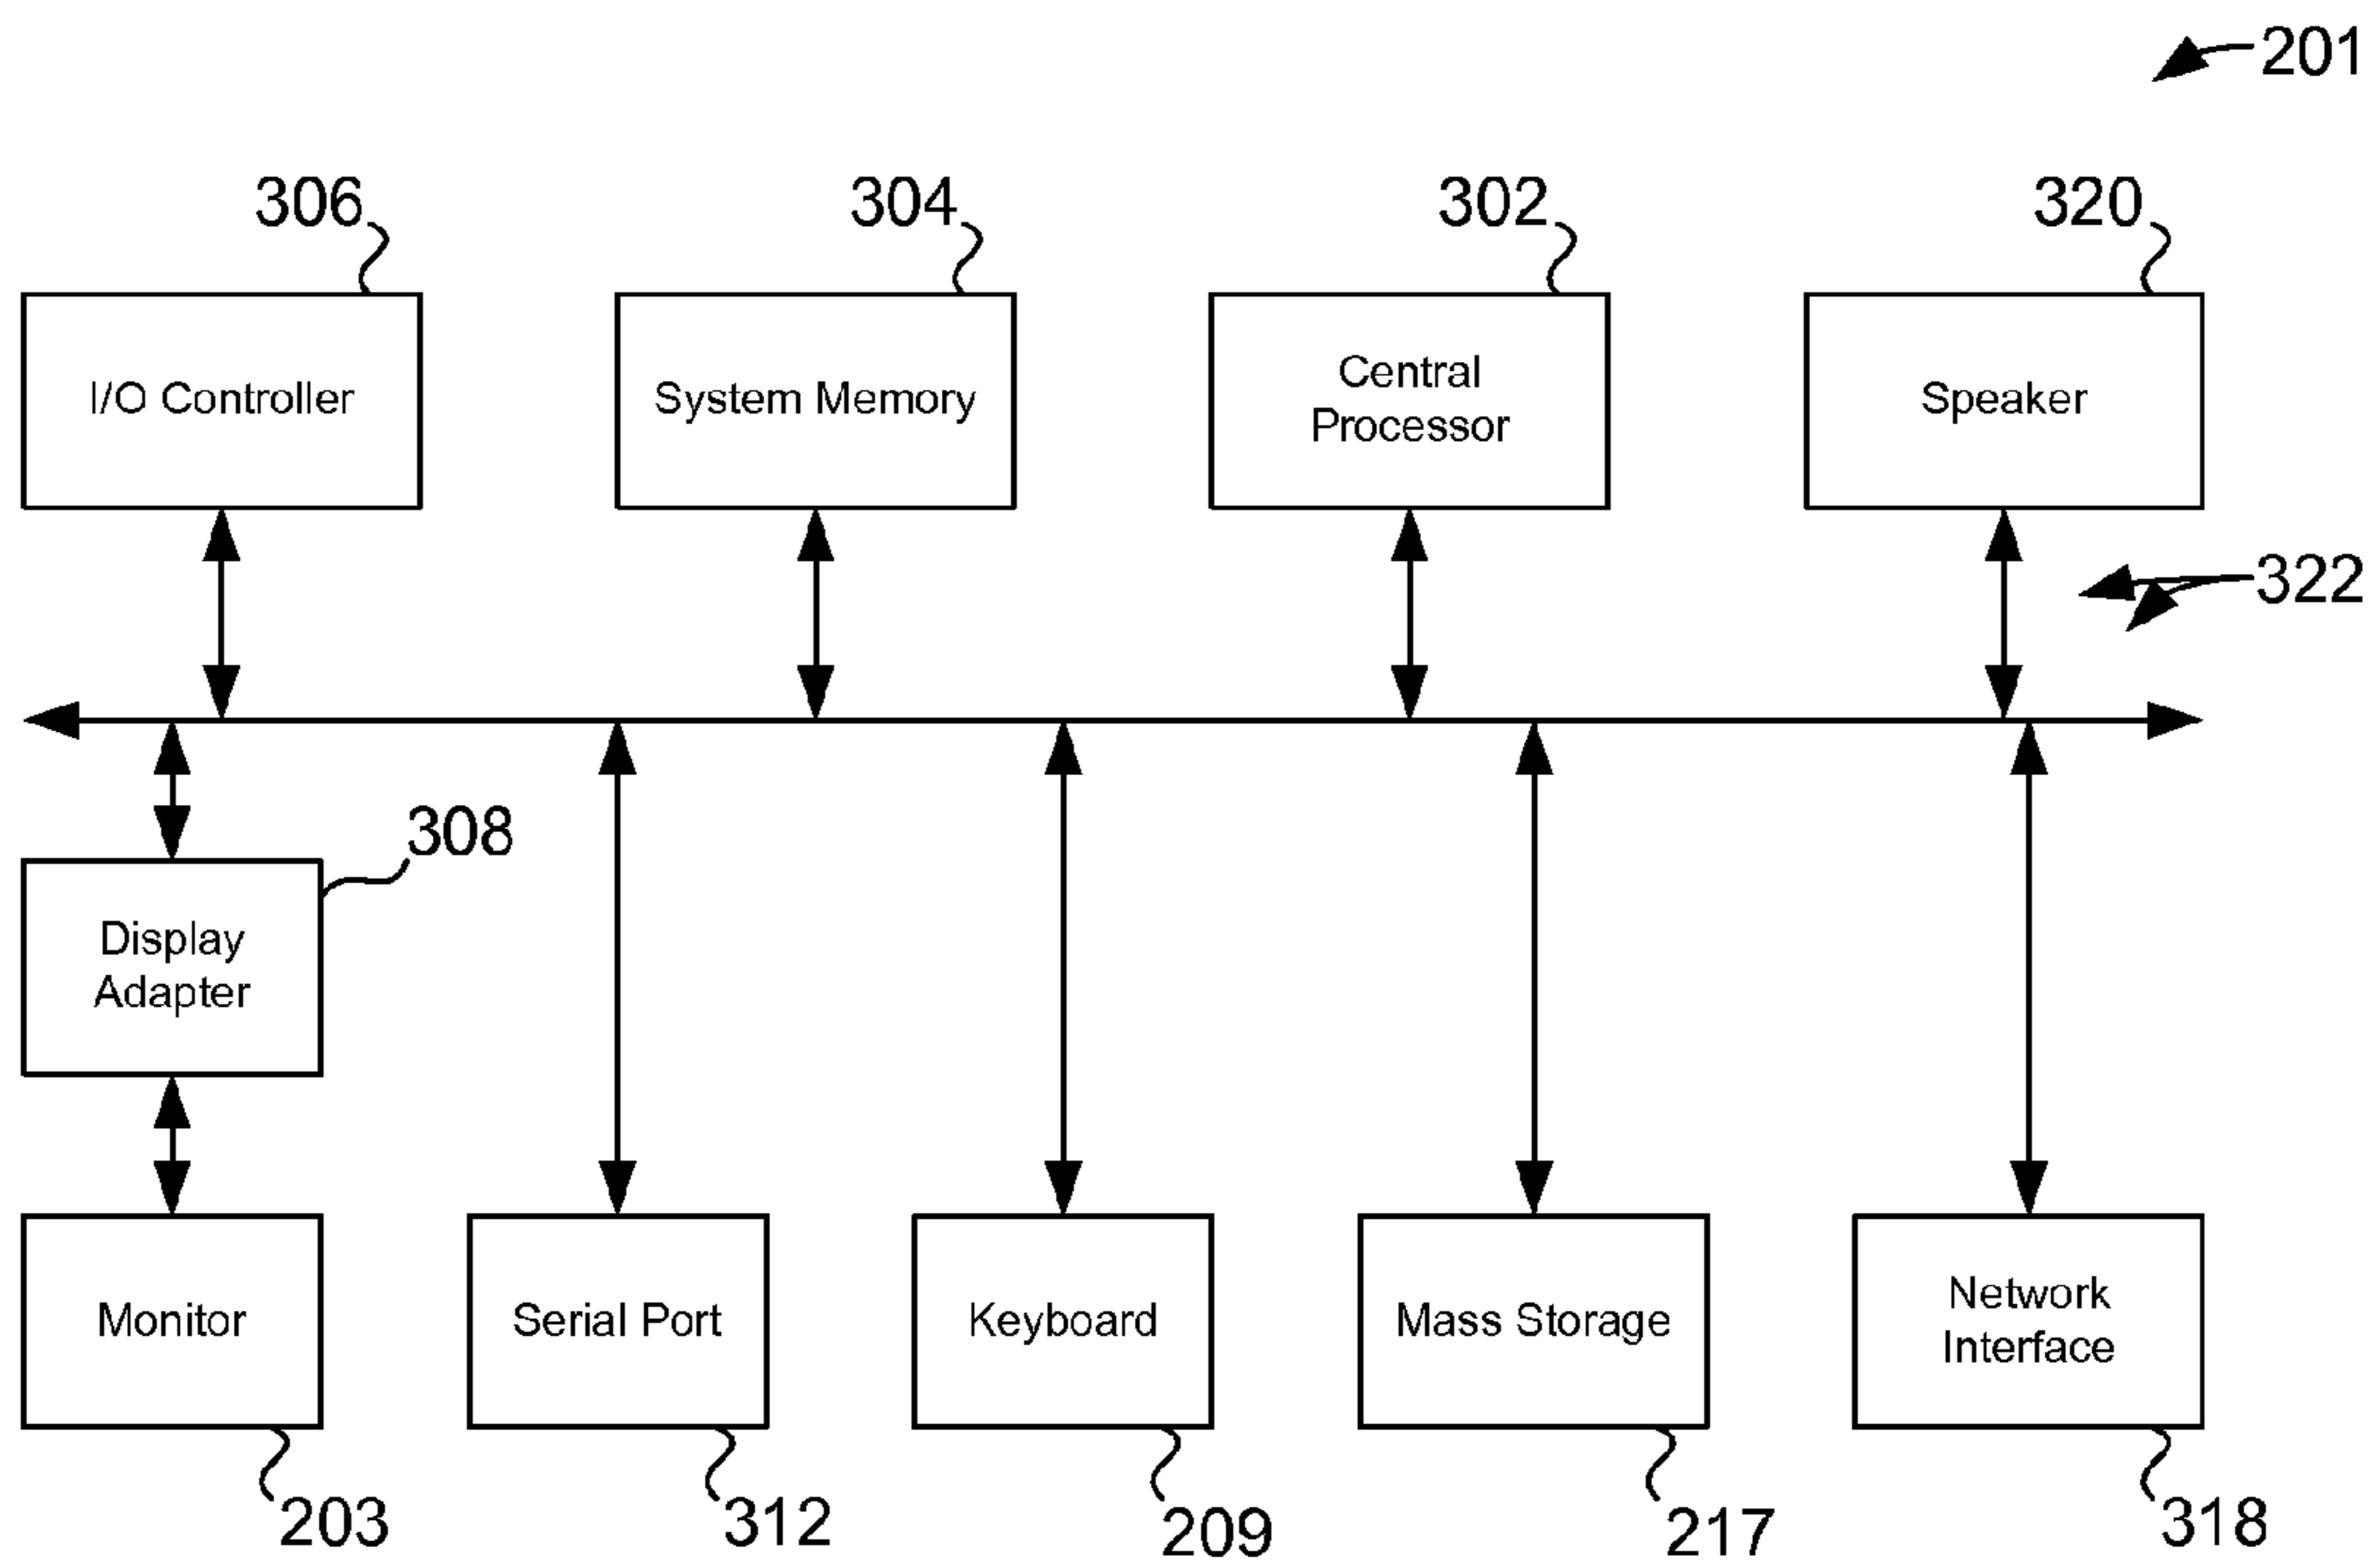 201
306
304
302
320
I/O Controller
System Memory
Central
Processor
Speaker
322
308
Display
Adapter
Monitor
Serial Port
Keyboard
Mass Storage
Network
Interface
203
312
209
217
318